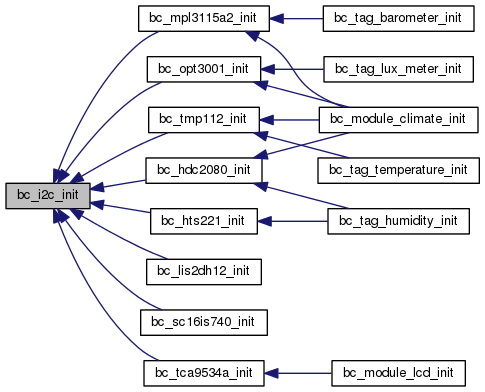 bc_mpl3115a2_init
bc_tag_barometer_init
bc_opt3001_init
bc_tag_lux_meter_init
bc_tmp112_init
bc_module_climate_init
bc_hdc2080_init
bc_tag_temperature_init
bc_i2c_init
bc_hts221_init
bc_tag_humidity_init
bc_lis2dh12_init
bc_sc16is740_init
bc_tca9534a_init
bc_module_lcd_init